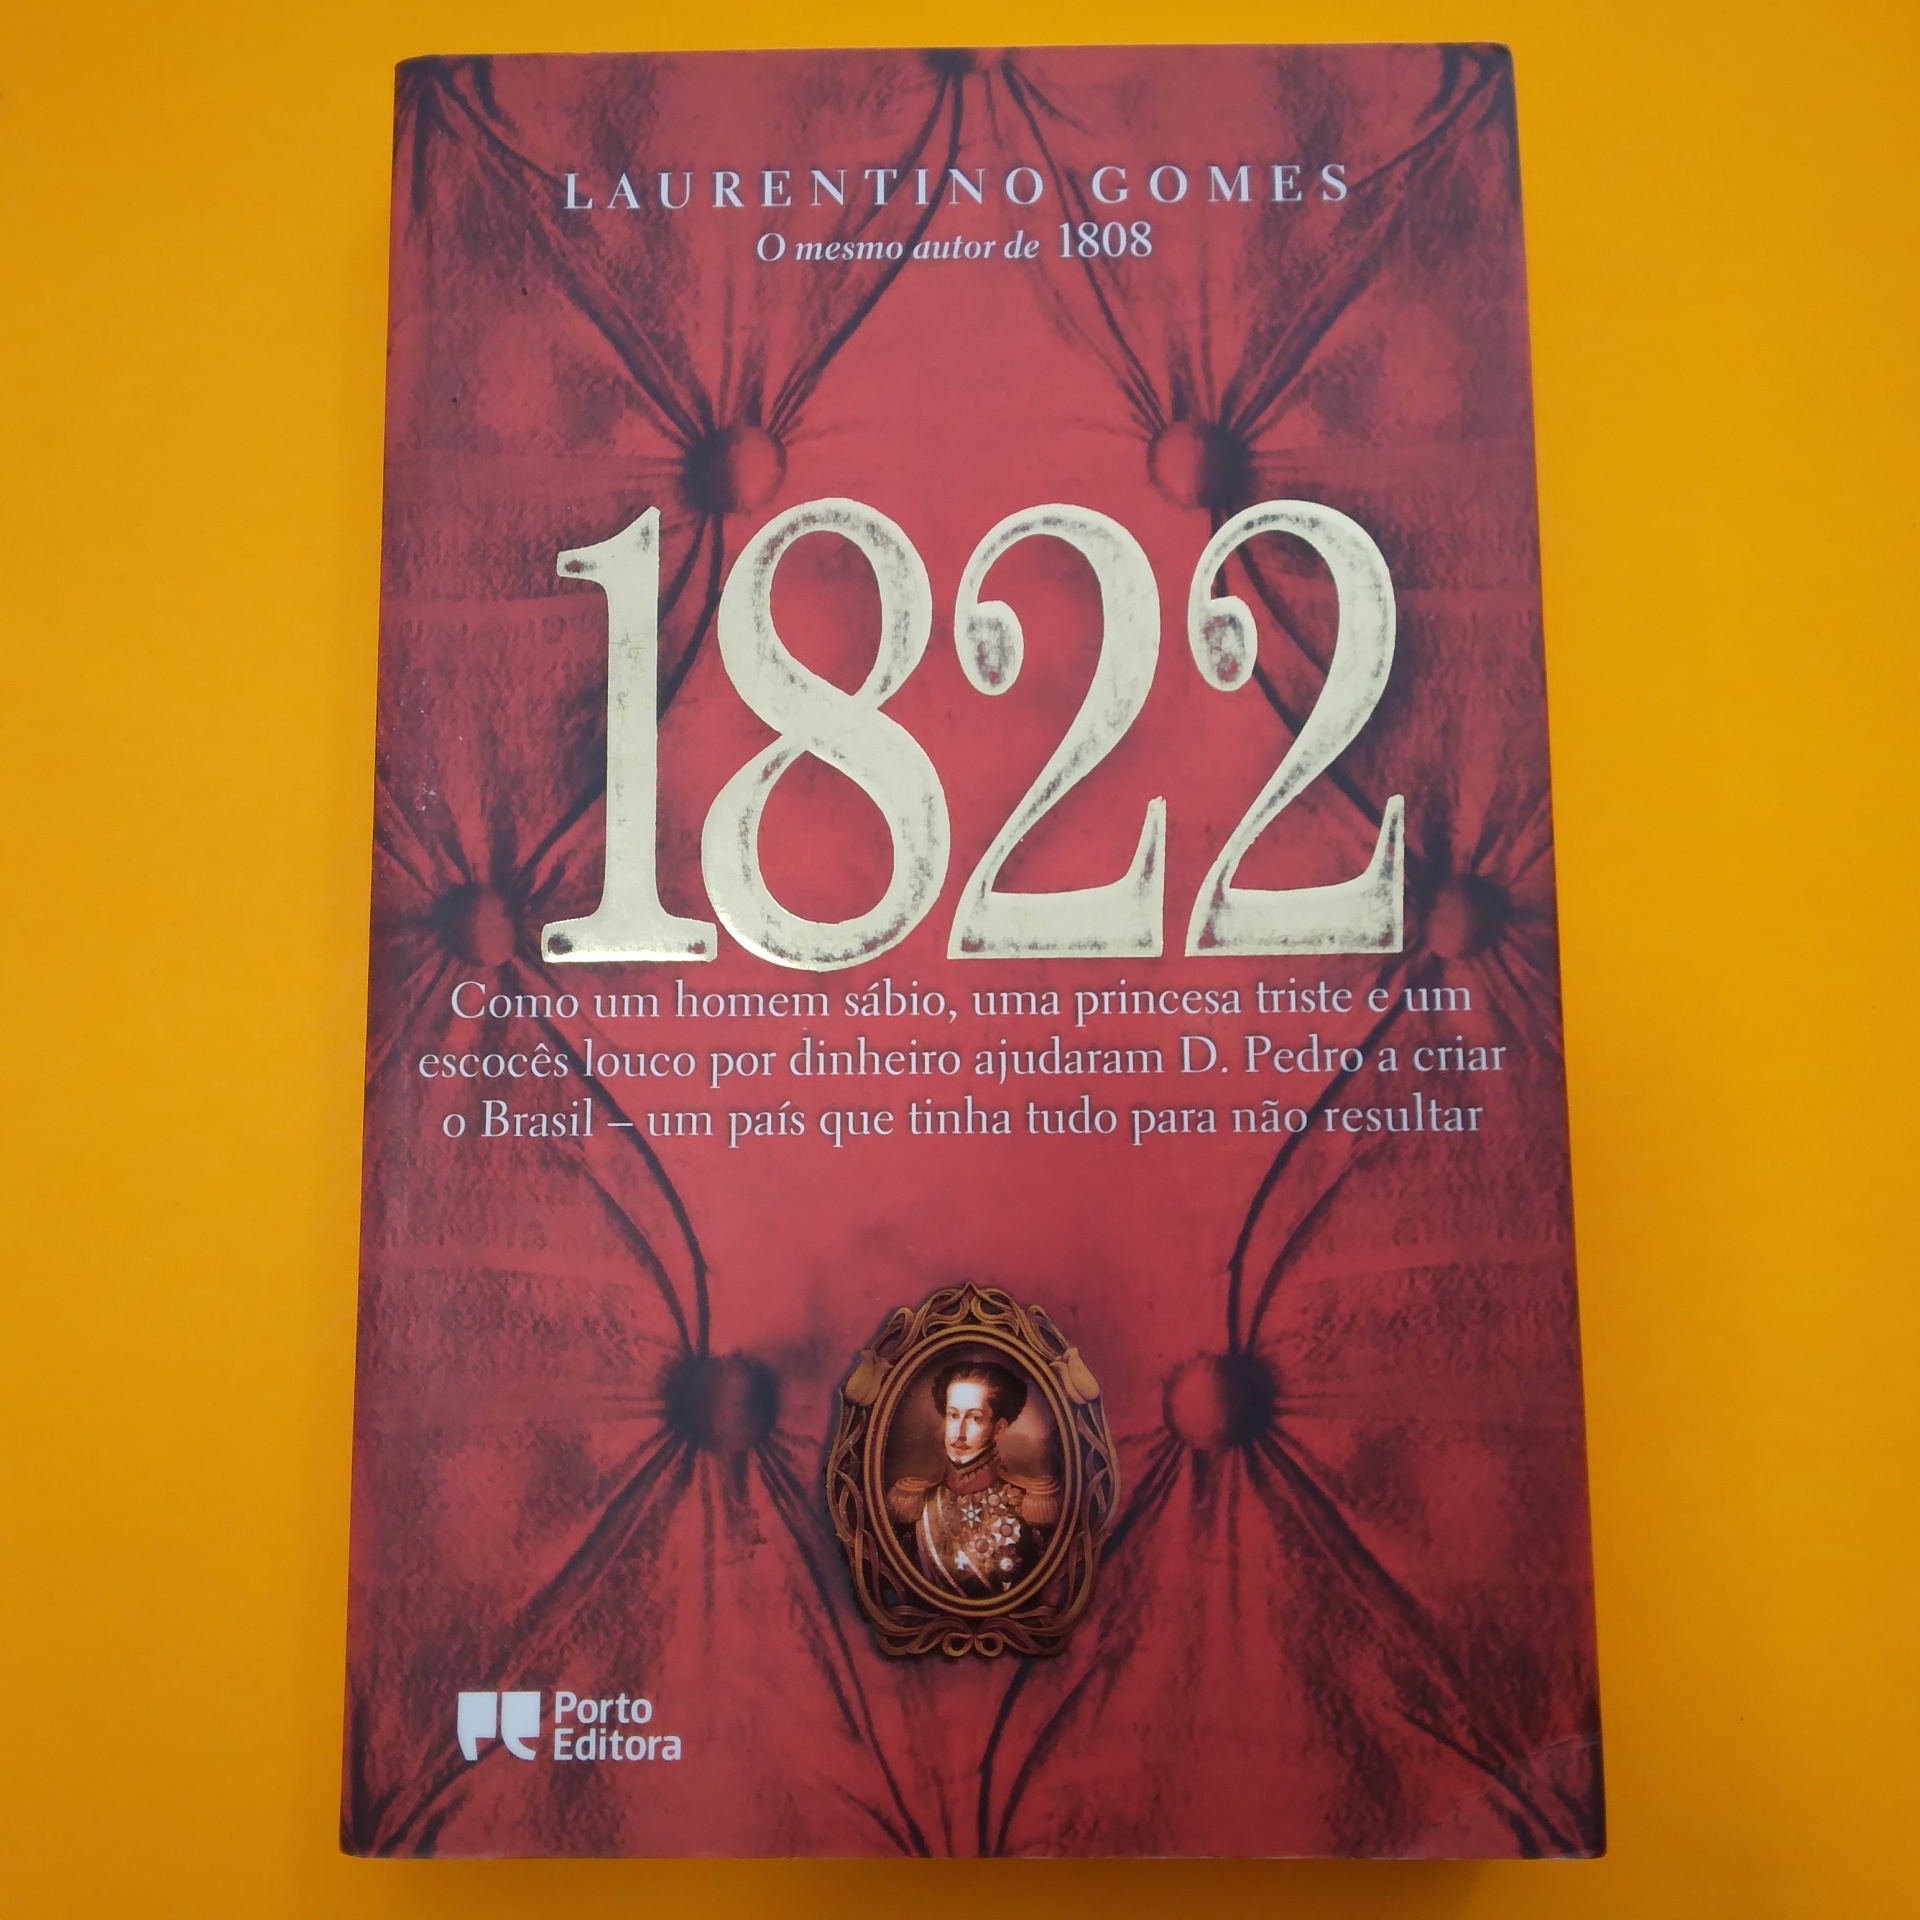 LAURENTINO GOMES
O mesmo autor de 1808
1822
Como um homem sábio, uma princesa triste e um
escocês louco por dinheiro ajudaram D. Pedro a criar
o Brasil – um país que tinha tudo para não resultar
Porto
Editora